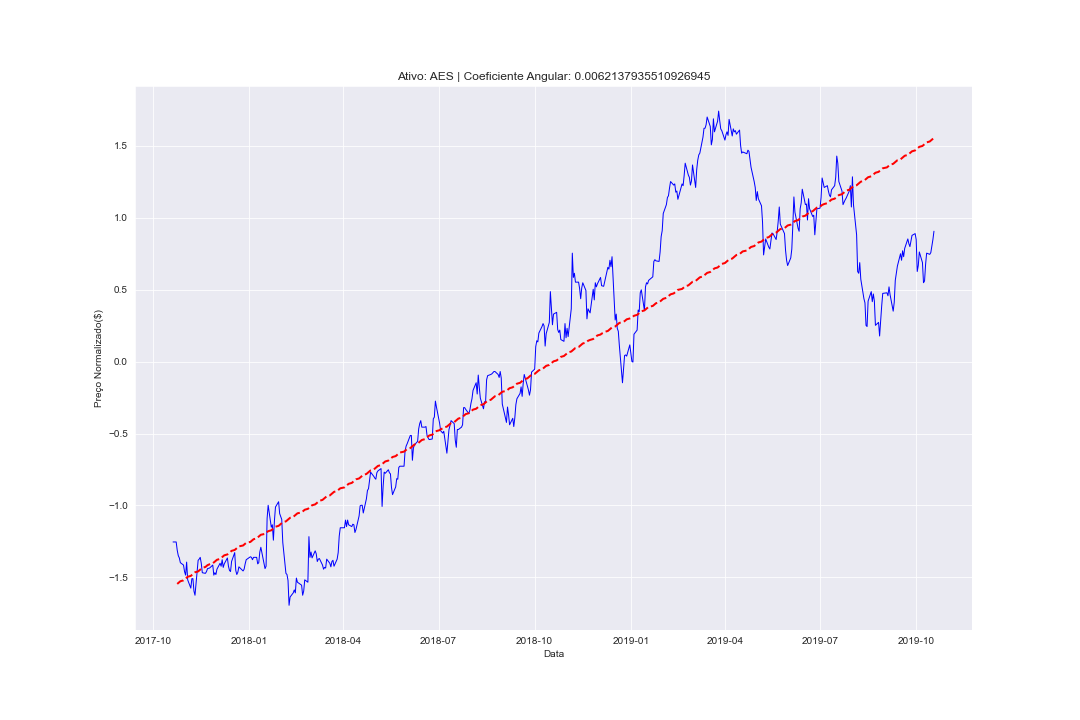 Ativo: AES | Coeficiente Angular: 0.0062137935510926945
Preço Normalizado($)
1.5
1.0
0.5
0.0
−0.5
−1.0
−1.5
2017-10 2018-01 2018-04 2018-07 2018-10 2019-01 2019-04 2019-07 2019-10
Data